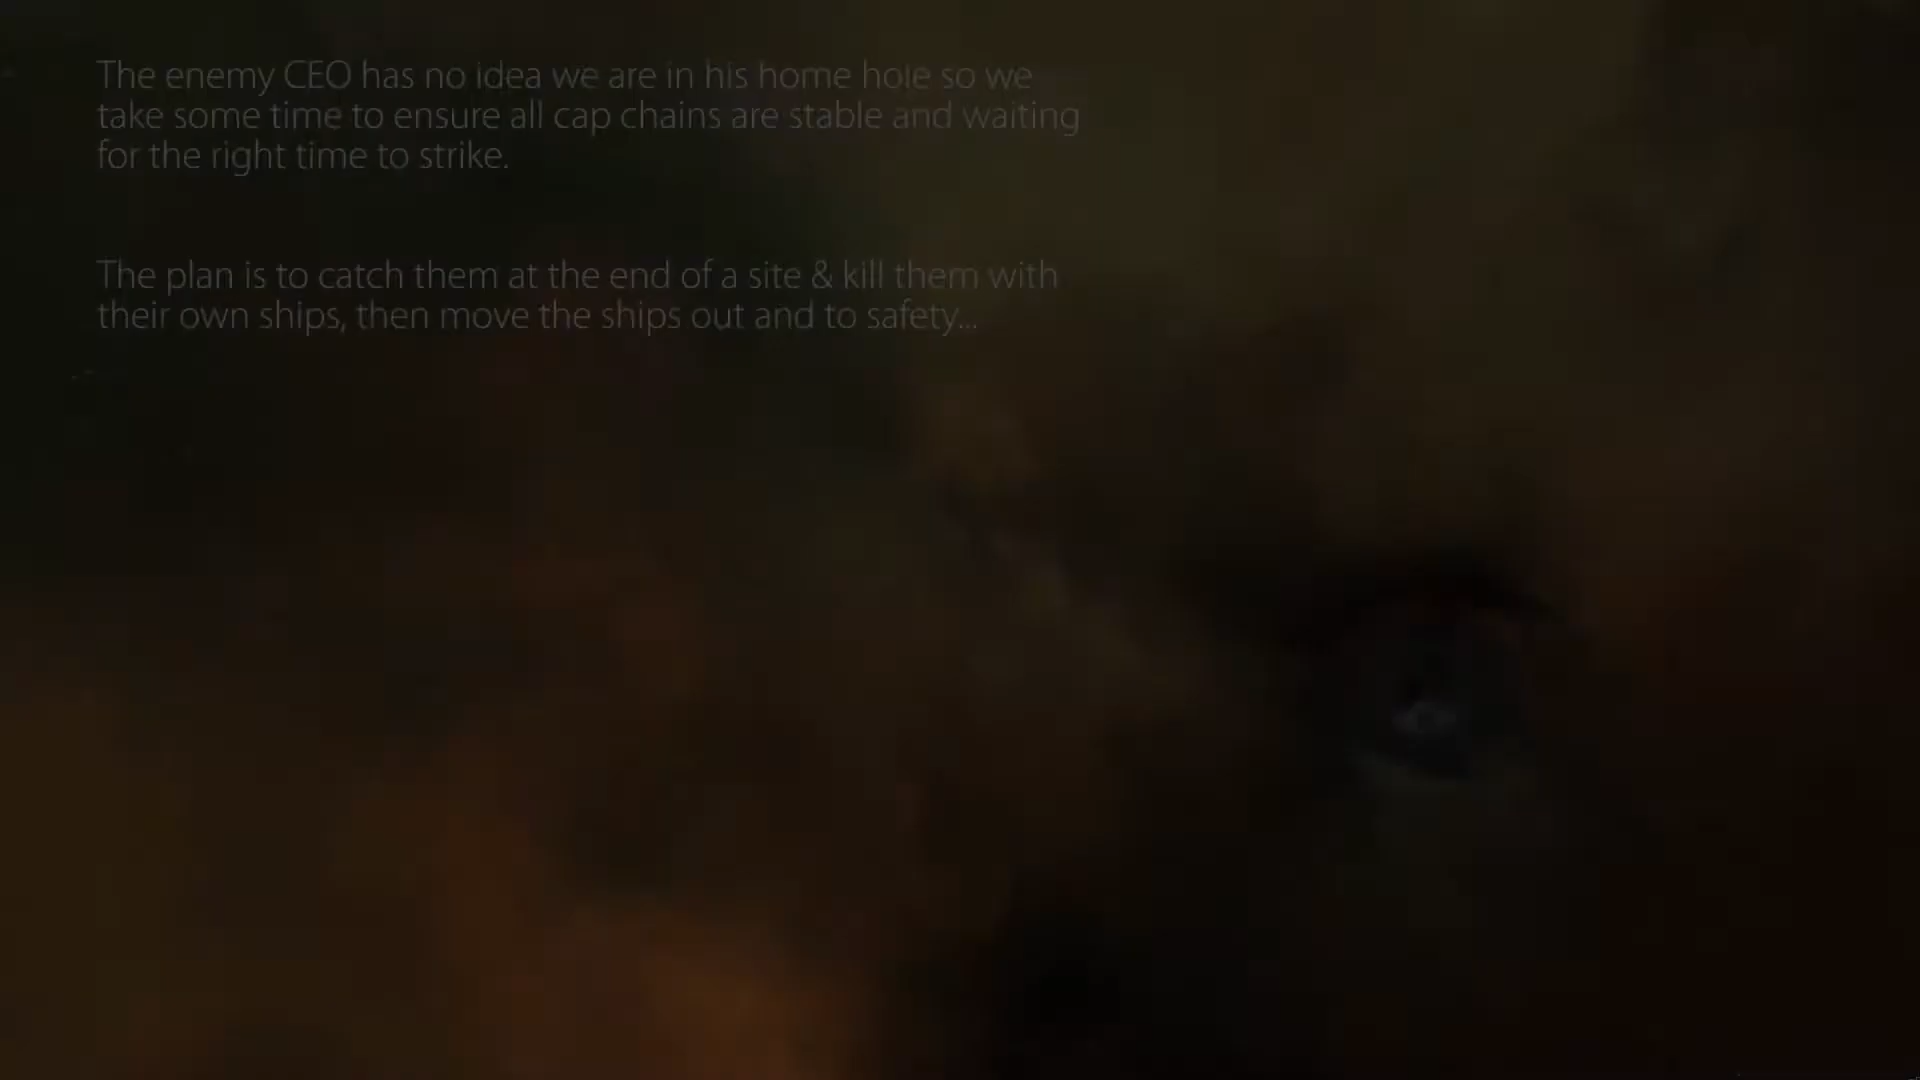 The enemy CEO has no idea we are in his home hole so we
take some time to ensure all cap chains are stable and waiting
for the right time to strike.
The plan is to catch them at the end of a site & kill them with
their own ships, then move the ships out and to safety...